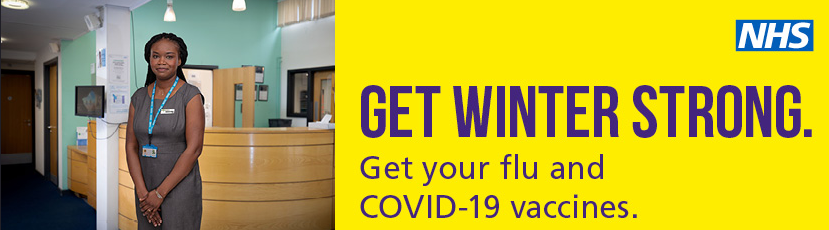 NHS
GET WINTER STRONG.
Get your flu and
COVID-19 vaccines.